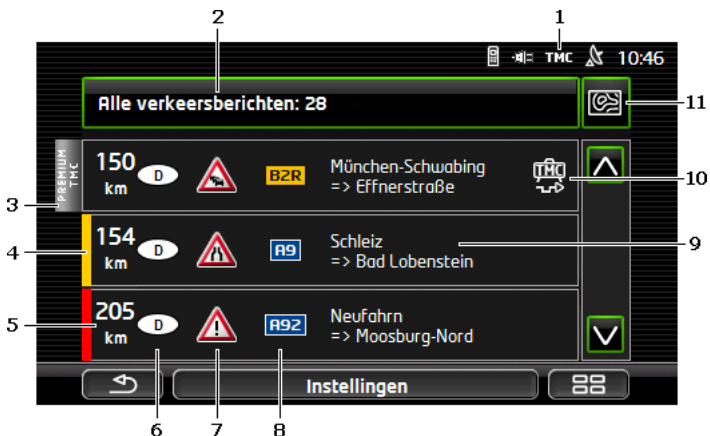 2
1
TMC 10:46
Alle verkeersberichten: 28
11
PREMIUM TMC
150 km D B2R München-Schwabing
=> Effnerstraße
TMC
10
3
154 km D A9 Schleiz
=> Bad Lobenstein
9
4
205 km D A92 Neufahrn
=> Moosburg-Nord
5
Instellingen
6 7 8